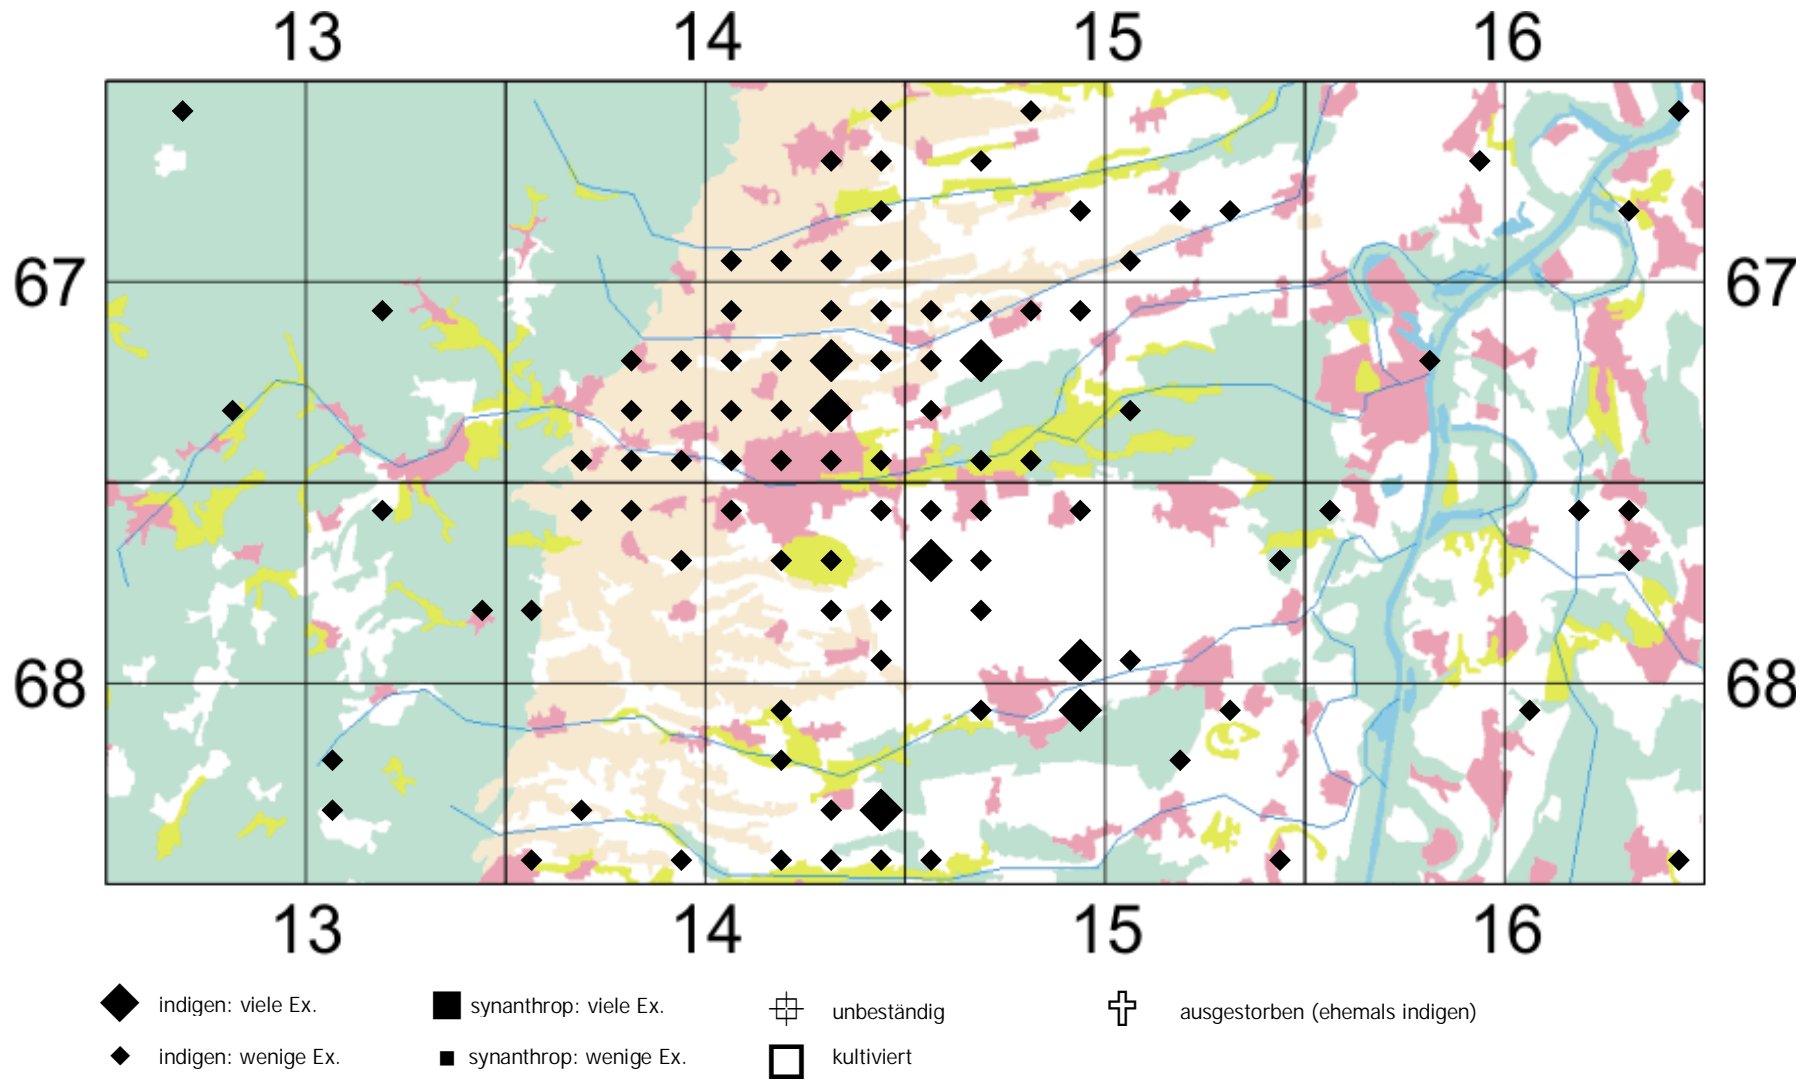 13 14 15 16
67 67
68 68
13 14 15 16
indigen: viele Ex. synanthrop: viele Ex. unbeständig ausgestorben (ehemals indigen)
indigen: wenige Ex. synanthrop: wenige Ex. kultiviert